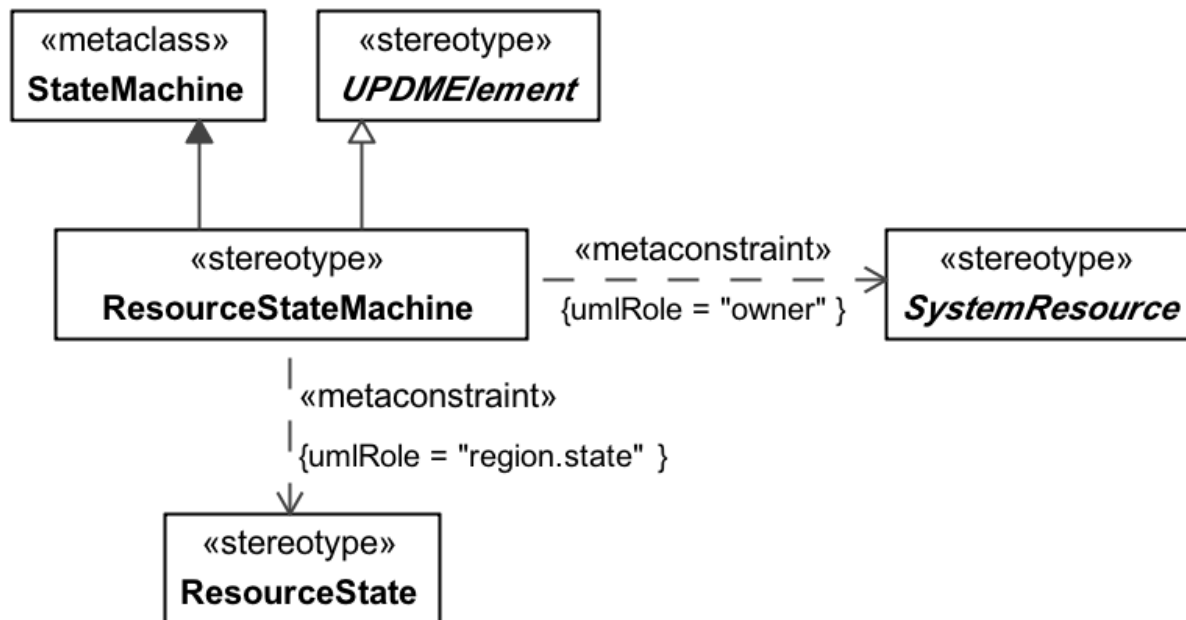 «metaclass»
StateMachine
«stereotype»
UPDMElement
«stereotype»
ResourceStateMachine
«metaconstraint»
{umlRole = "owner" }
«stereotype»
SystemResource
«metaconstraint»
{umlRole = "region.state" }
«stereotype»
ResourceState